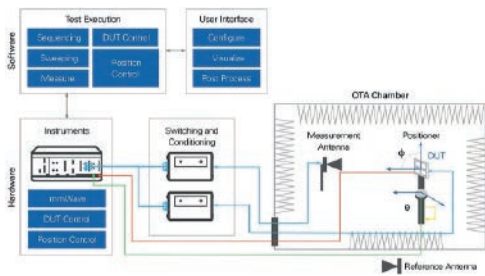 Software
Test Execution
Sequencing
DUT Control
Sweeping
Position
Control
Measure
User Interface
Configure
Visualize
Post Process
Hardware
Instruments
mmWave
DUT Control
Position Control
Switching and
Conditioning
OTA Chamber
Measurement
Antenna
Positioner
ϕ
DUT
θ
Reference Antenna